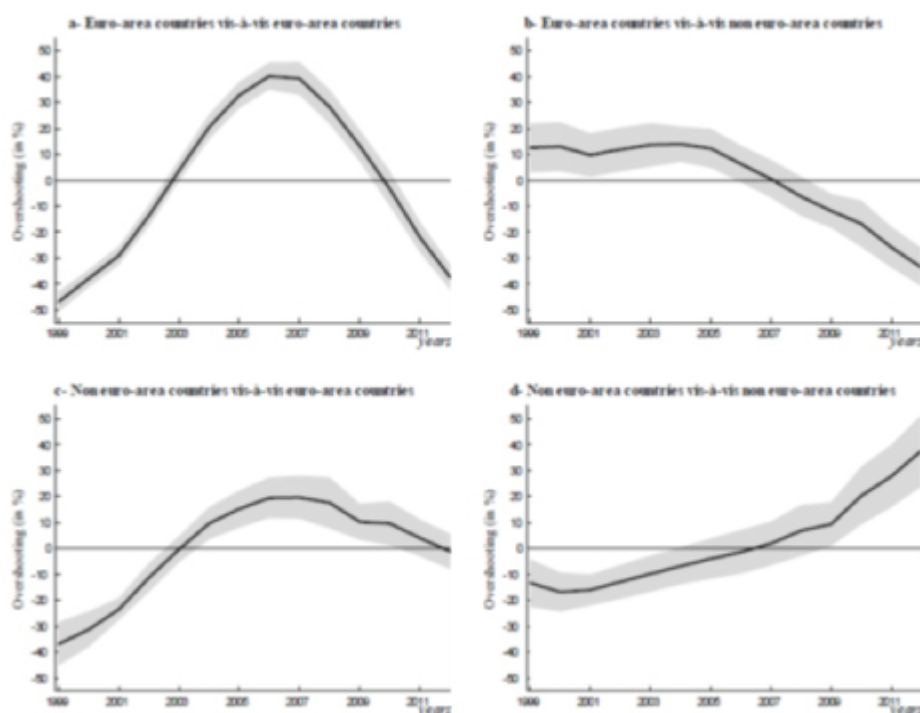 a- Euro-area countries vis-à-vis euro-area countries
Overshooting (in %)
50
40
30
20
10
0
-10
-20
-30
-40
-50
1999 2001 2003 2005 2007 2009 2011
years
b- Euro-area countries vis-à-vis non euro-area countries
Overshooting (in %)
50
40
30
20
10
0
-10
-20
-30
-40
-50
1999 2001 2003 2005 2007 2009 2011
years
c- Non euro-area countries vis-à-vis euro-area countries
Overshooting (in %)
50
40
30
20
10
0
-10
-20
-30
-40
-50
1999 2001 2003 2005 2007 2009 2011
years
d- Non euro-area countries vis-à-vis non euro-area countries
Overshooting (in %)
50
40
30
20
10
0
-10
-20
-30
-40
-50
1999 2001 2003 2005 2007 2009 2011
years